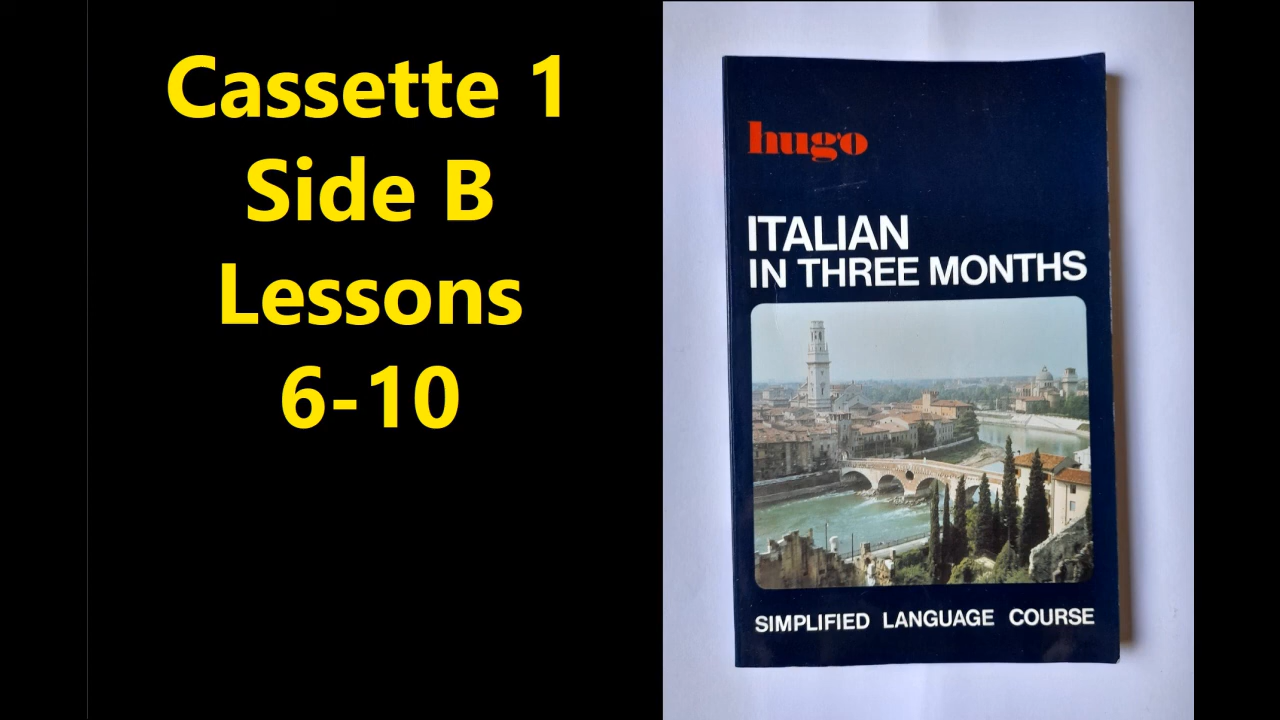 Cassette 1
Side B
Lessons
6-10
hugo
ITALIAN
IN THREE MONTHS
SIMPLIFIED LANGUAGE COURSE